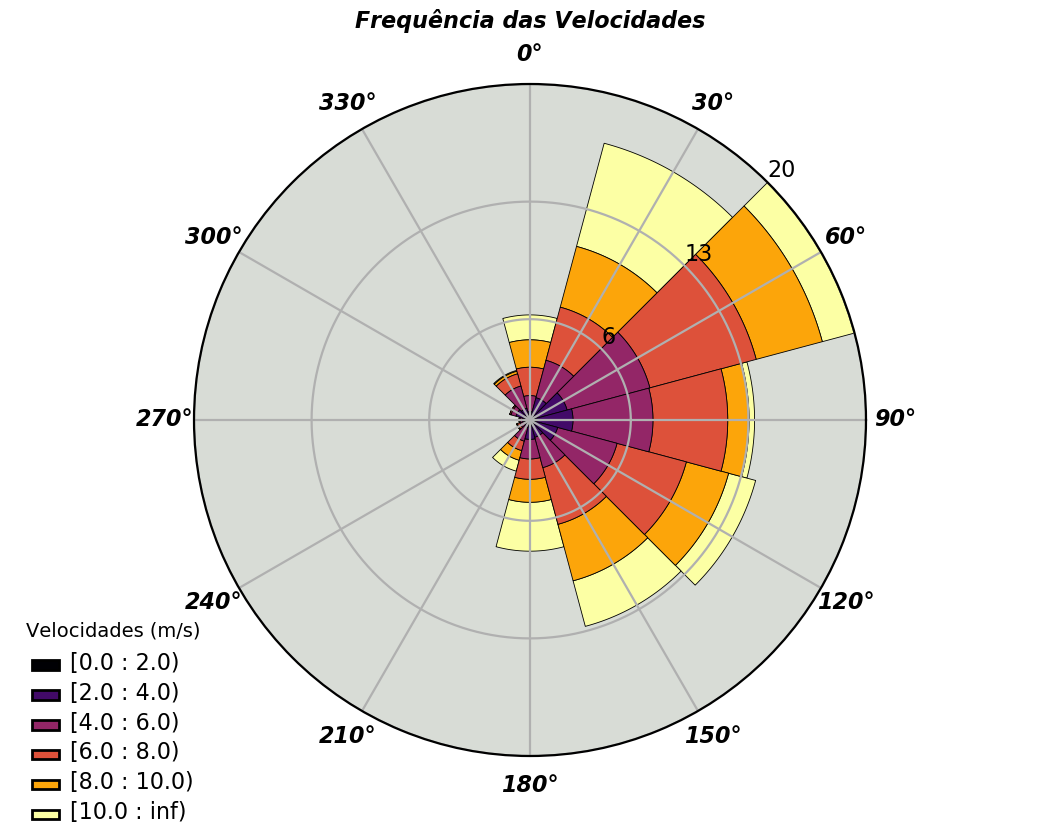 Frequência das Velocidades
0°
330°
30°
20
300°
60°
13
6
270°
90°
240°
120°
210°
150°
180°
Velocidades (m/s)
[0.0 : 2.0)
[2.0 : 4.0)
[4.0 : 6.0)
[6.0 : 8.0)
[8.0 : 10.0)
[10.0 : inf)